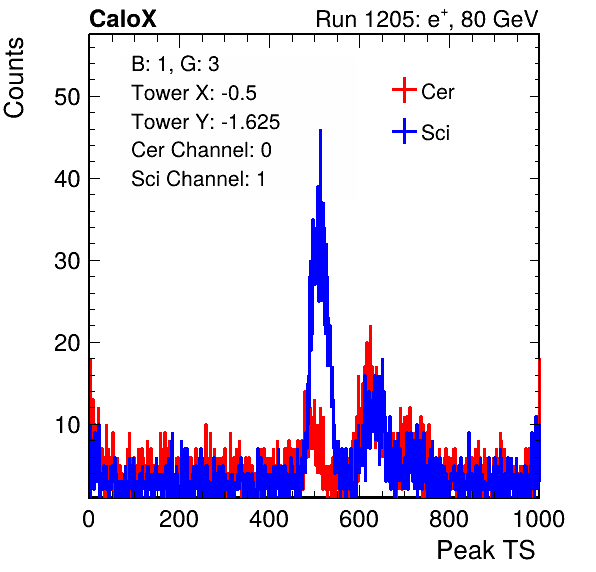 CaloX Run 1205: e⁺, 80 GeV
Counts
B: 1, G: 3
Tower X: -0.5
Tower Y: -1.625
Cer Channel: 0
Sci Channel: 1
Cer
Sci
50
40
30
20
10
0 200 400 600 800 1000
Peak TS